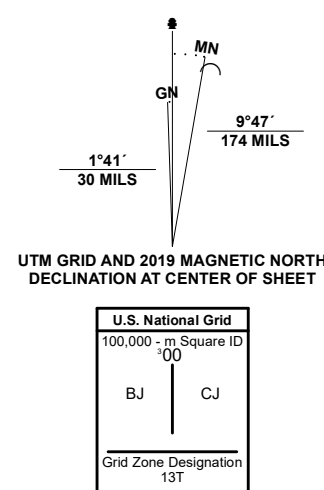 MN
GN
9°47´
174 MILS
1°41´
30 MILS
UTM GRID AND 2019 MAGNETIC NORTH
DECLINATION AT CENTER OF SHEET
U.S. National Grid
100,000 - m Square ID
³00
BJ CJ
Grid Zone Designation
13T